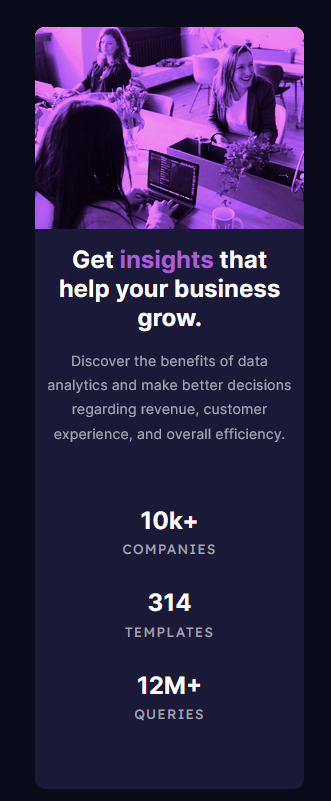 Get insights that
help your business
grow.
Discover the benefits of data
analytics and make better decisions
regarding revenue, customer
experience, and overall efficiency.
10k+
COMPANIES
314
TEMPLATES
12M+
QUERIES